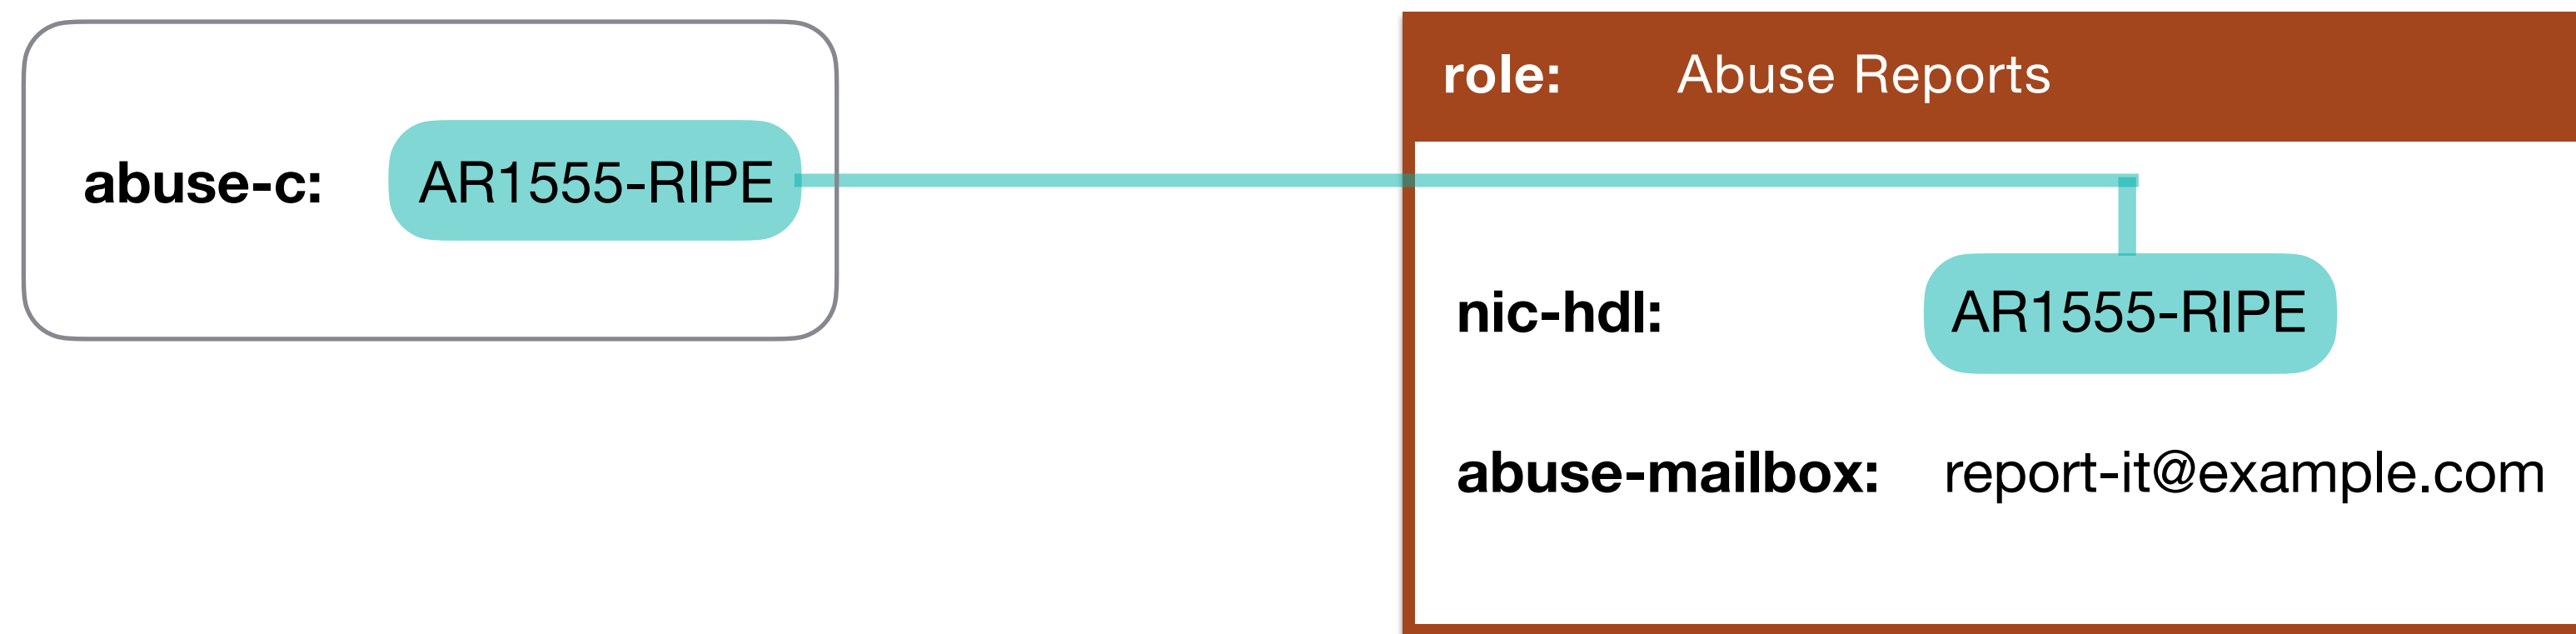 abuse-c: AR1555-RIPE
role: Abuse Reports
nic-hdl: AR1555-RIPE
abuse-mailbox: report-it@example.com